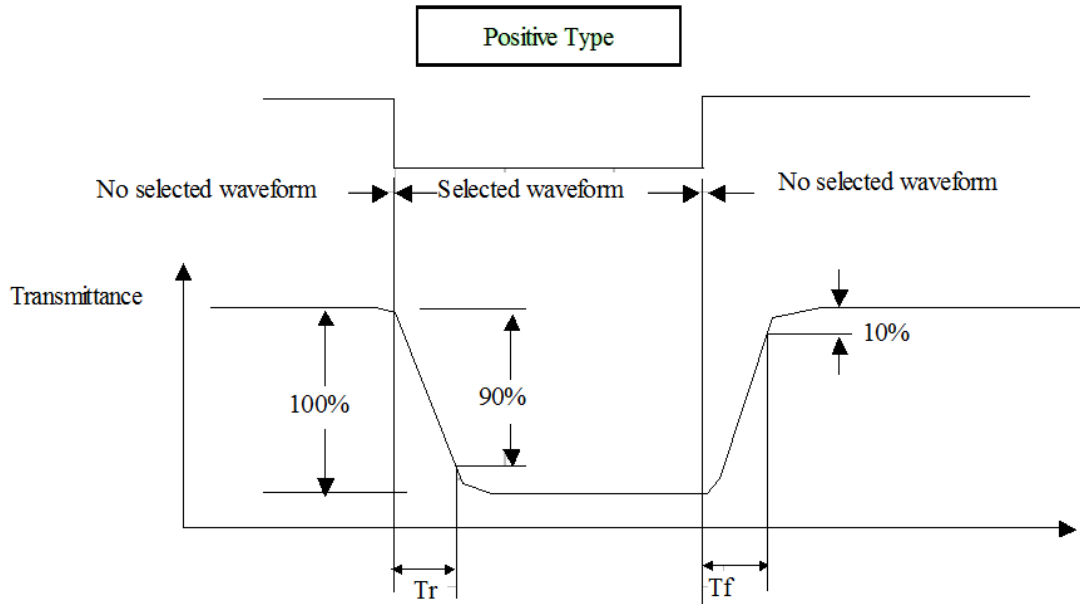 Positive Type
No selected waveform
Selected waveform
No selected waveform
Transmittance
100%
90%
10%
Tr
Tf